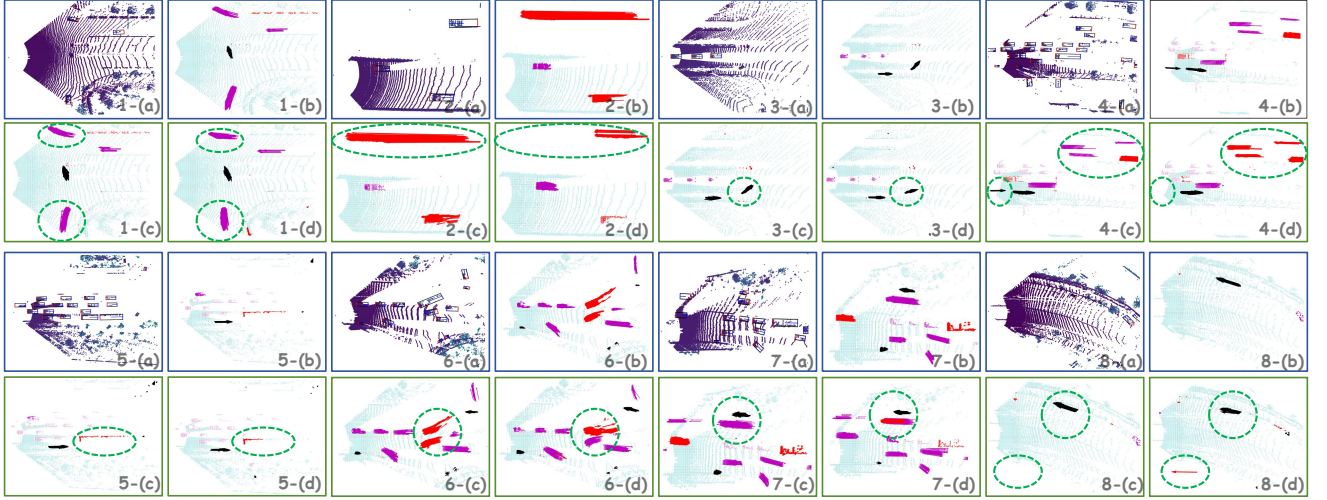 1-(a) 1-(b) 2-(a) 2-(b) 3-(a) 3-(b) 4-(a) 4-(b)
1-(c) 1-(d) 2-(c) 2-(d) 3-(c) 3-(d) 4-(c) 4-(d)
5-(a) 5-(b) 6-(a) 6-(b) 7-(a) 7-(b) 8-(a) 8-(b)
5-(c) 5-(d) 6-(c) 6-(d) 7-(c) 7-(d) 8-(c) 8-(d)